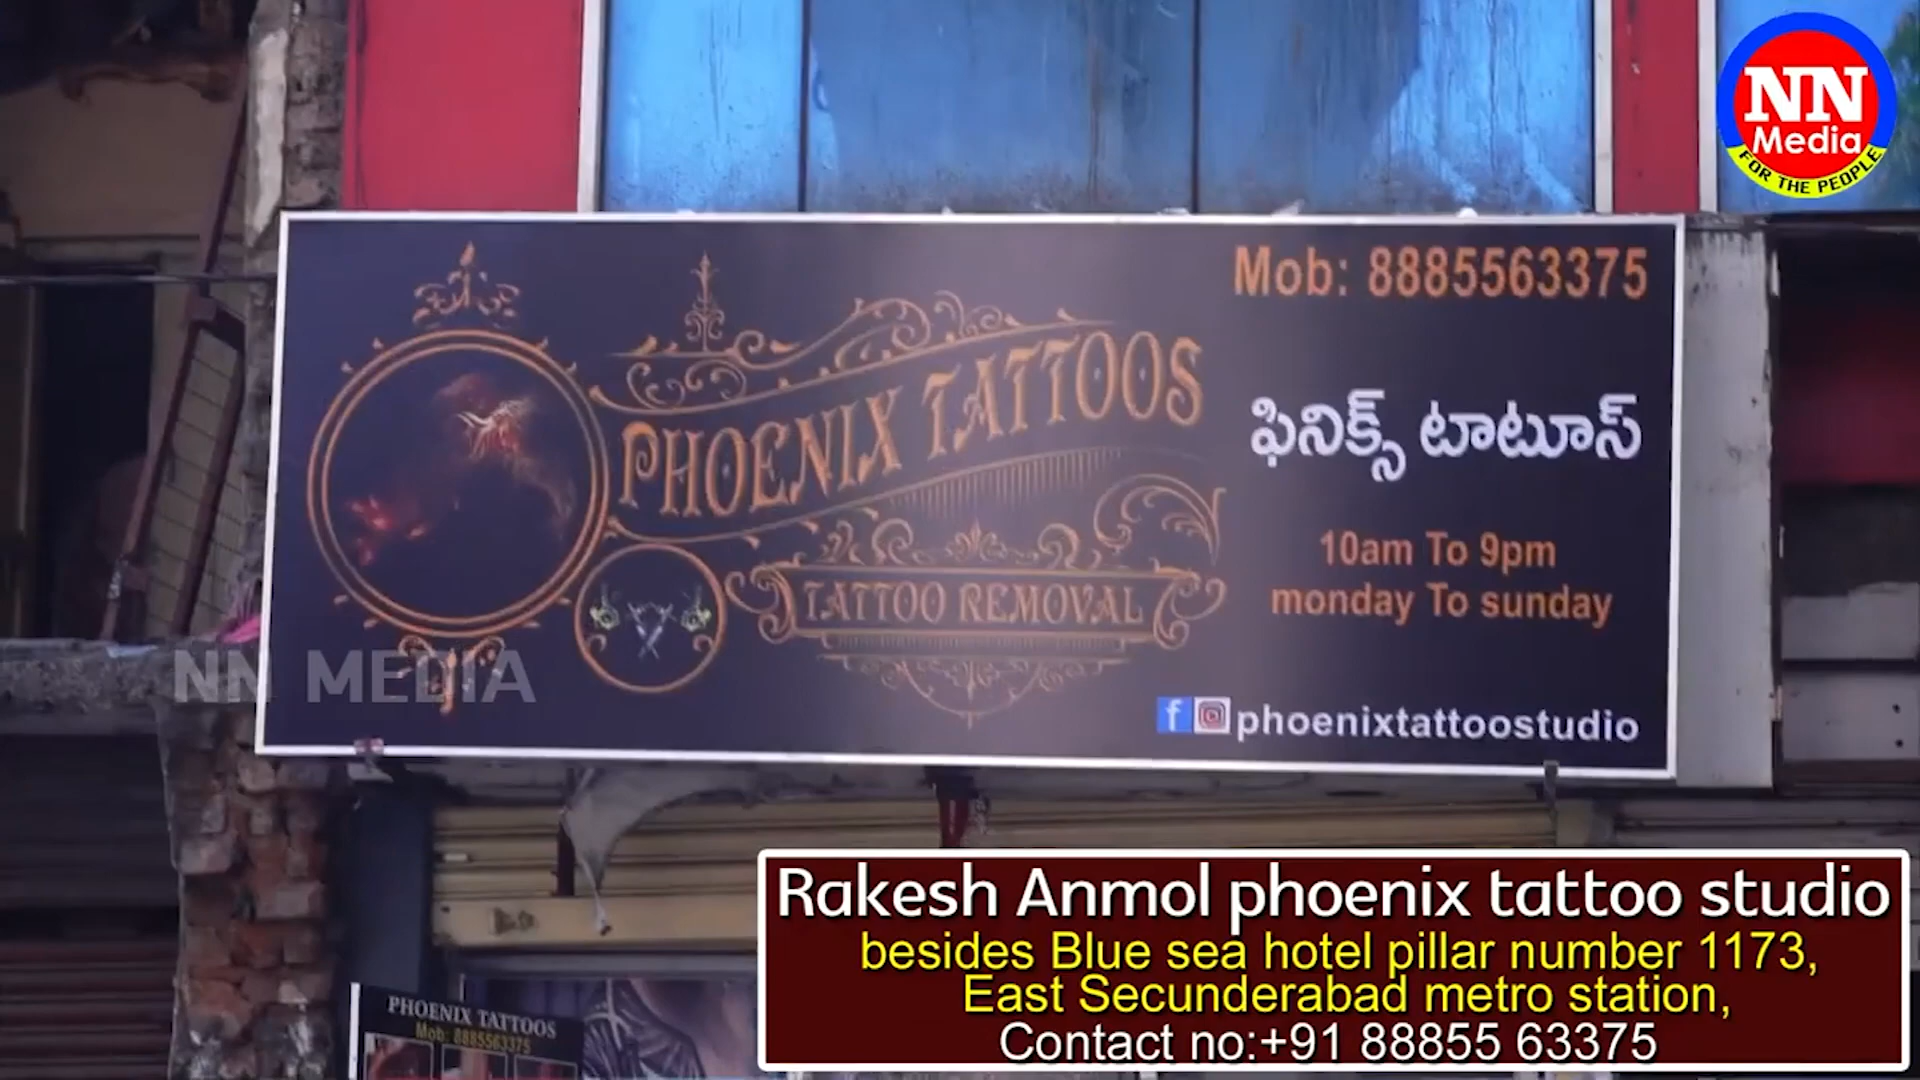 NN
Media
FOR THE PEOPLE
Mob: 8885563375
PHOENIX TATTOOS
ఫినిక్స్ టాటూస్
10am To 9pm
TATTOO REMOVAL
monday To sunday
NN MEDIA
phoenixtattoostudio
Rakesh Anmol phoenix tattoo studio
besides Blue sea hotel pillar number 1173,
East Secunderabad metro station,
Contact no:+91 88855 63375
PHOENIX TATTOOS
Mob: 8885563375